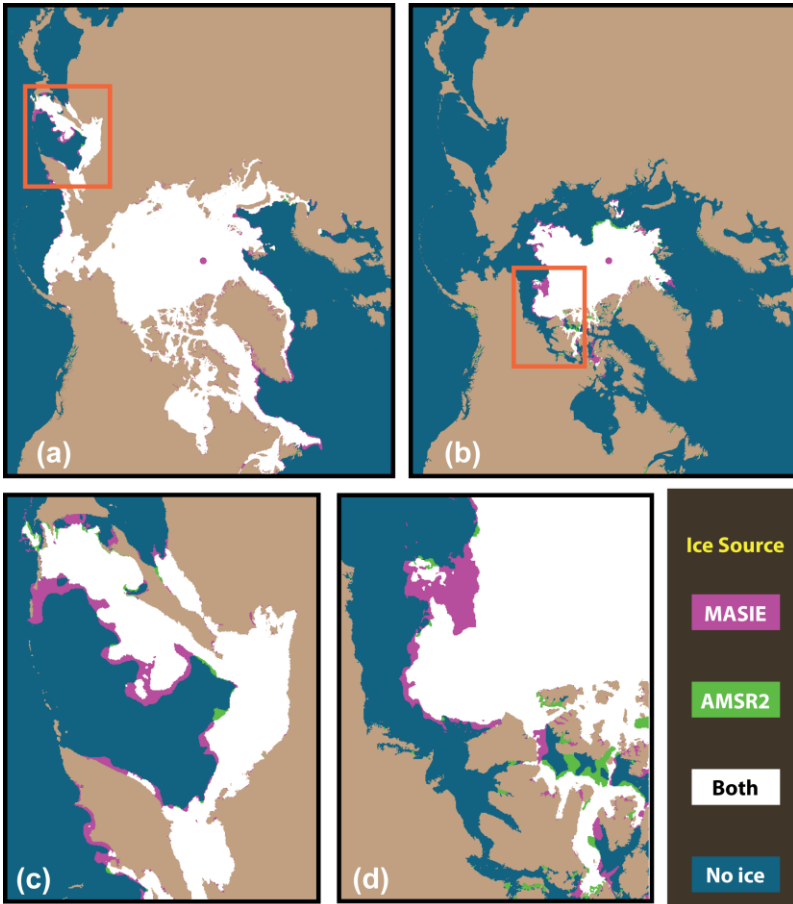 (a)
(b)
(c)
(d)
Ice Source
MASIE
AMSR2
Both
No ice